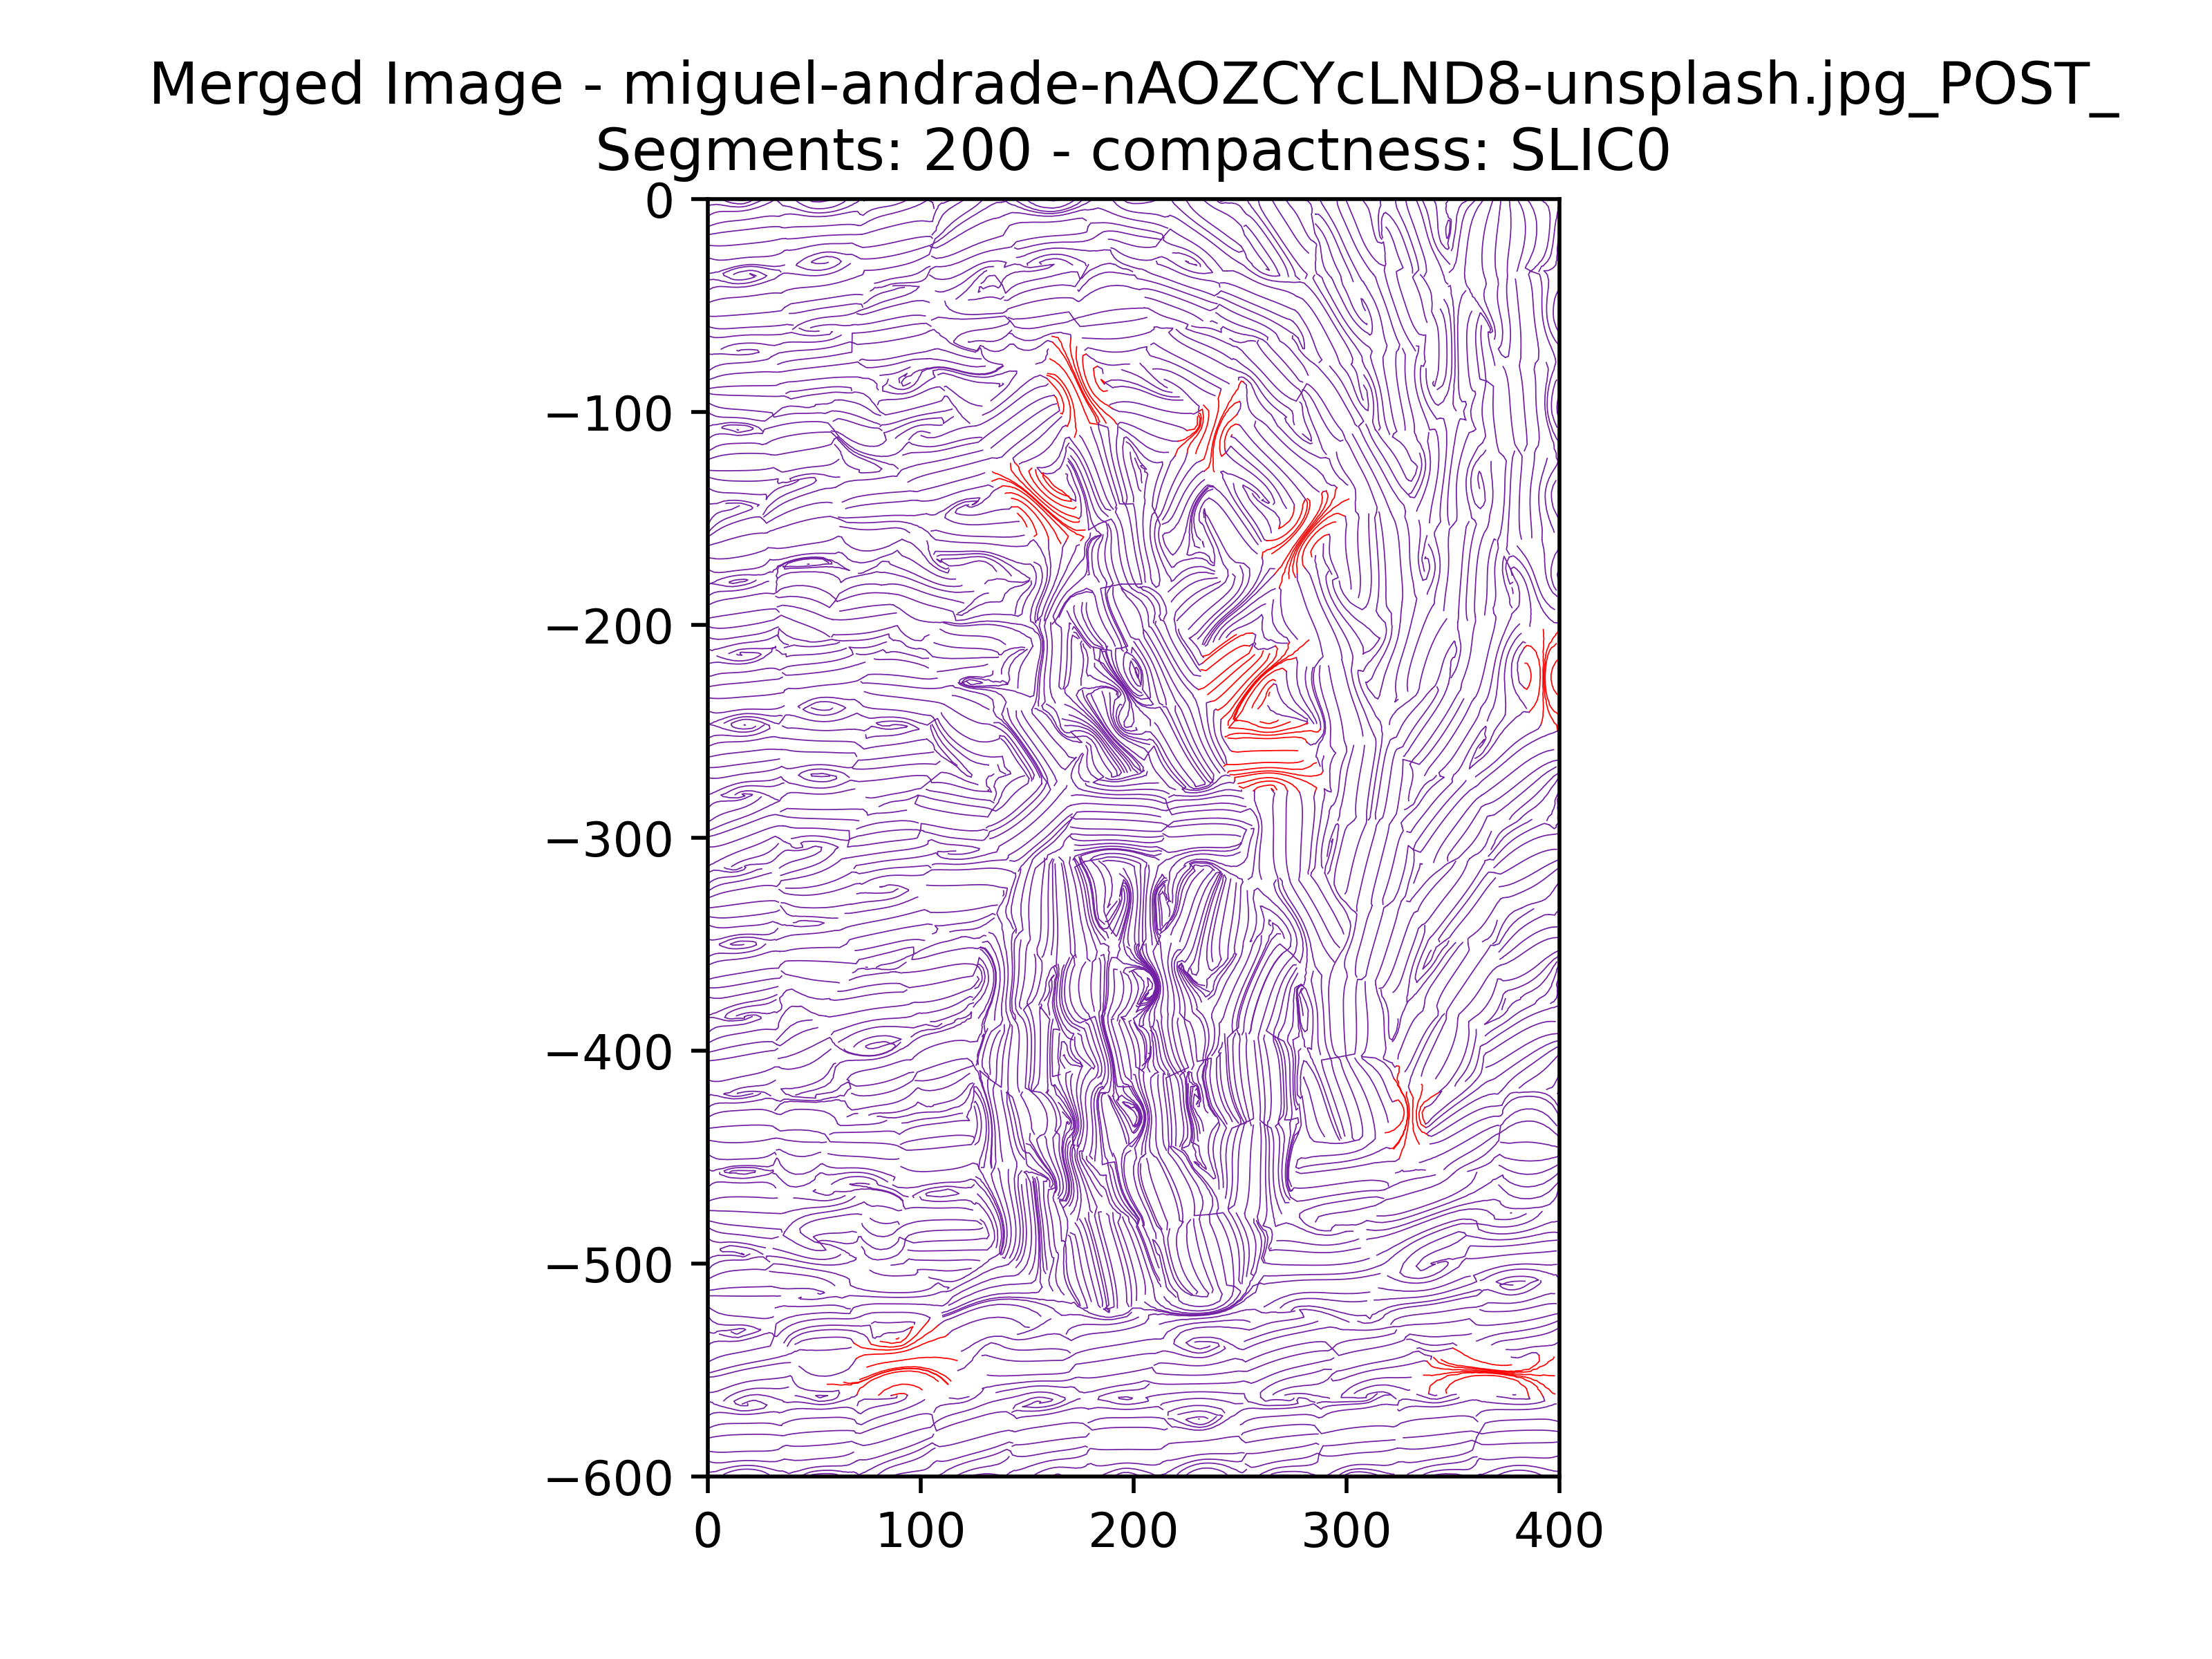 Merged Image - miguel-andrade-nAOZCYcLND8-unsplash.jpg_POST_
Segments: 200 - compactness: SLIC0
0
−100
−200
−300
−400
−500
−600
0 100 200 300 400